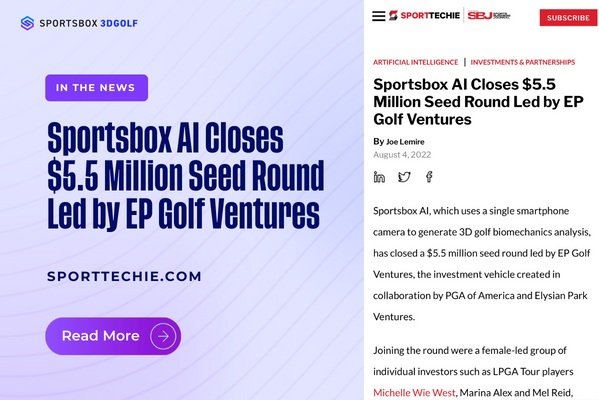 SPORTSBOX 3DGOLF
IN THE NEWS
Sportsbox AI Closes
$5.5 Million Seed Round
Led by EP Golf Ventures
SPORTTECHIE.COM
Read More
SPORTTECHIE SBJ SPORTS BUSINESS JOURNAL
SUBSCRIBE
ARTIFICIAL INTELLIGENCE | INVESTMENTS & PARTNERSHIPS
Sportsbox AI Closes $5.5
Million Seed Round Led by EP
Golf Ventures
By Joe Lemire
August 4, 2022
Sportsbox AI, which uses a single smartphone
camera to generate 3D golf biomechanics analysis,
has closed a $5.5 million seed round led by EP Golf
Ventures, the investment vehicle created in
collaboration by PGA of America and Elysian Park
Ventures.
Joining the round were a female-led group of
individual investors such as LPGA Tour players
Michelle Wie West, Marina Alex and Mel Reid,